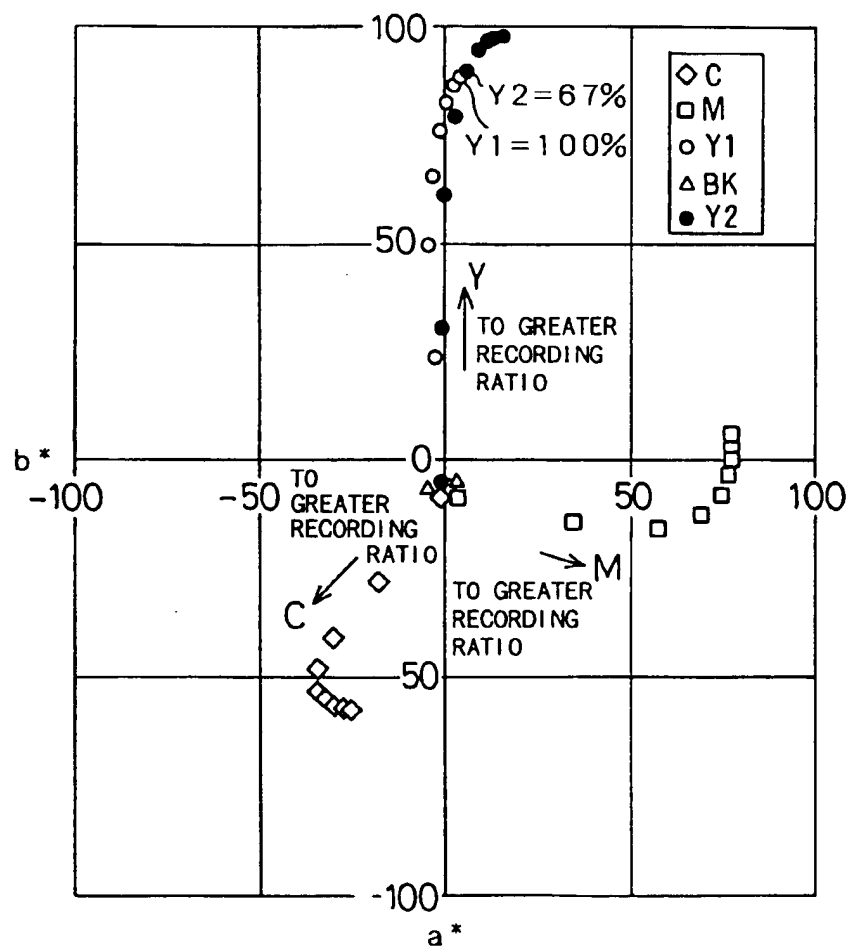 100
C
M
Y1
BK
Y2
Y2=67%
Y1=100%
50
Y
TO GREATER
RECORDING
RATIO
b*
0
-100
-50
50
100
TO
GREATER
RECORDING
RATIO
C
M
TO GREATER
RECORDING
RATIO
-50
-100
a*